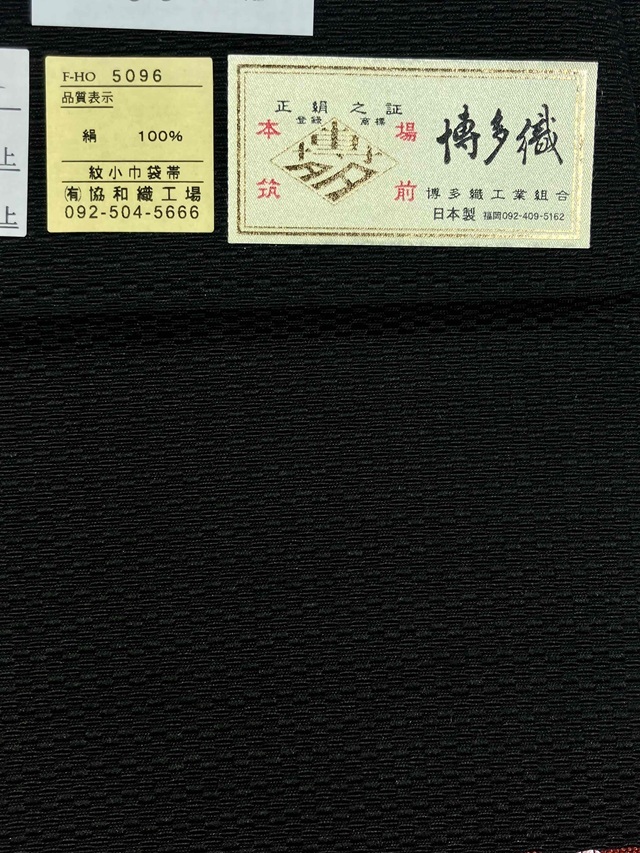 F-HO 5096
品質表示
絹 100%
紋小巾袋帯
㈲協和織工場
092-504-5666
正絹之証
登録 商標
本場
筑前
博多織
博多織工業組合
日本製 福岡092-409-5162
上
上